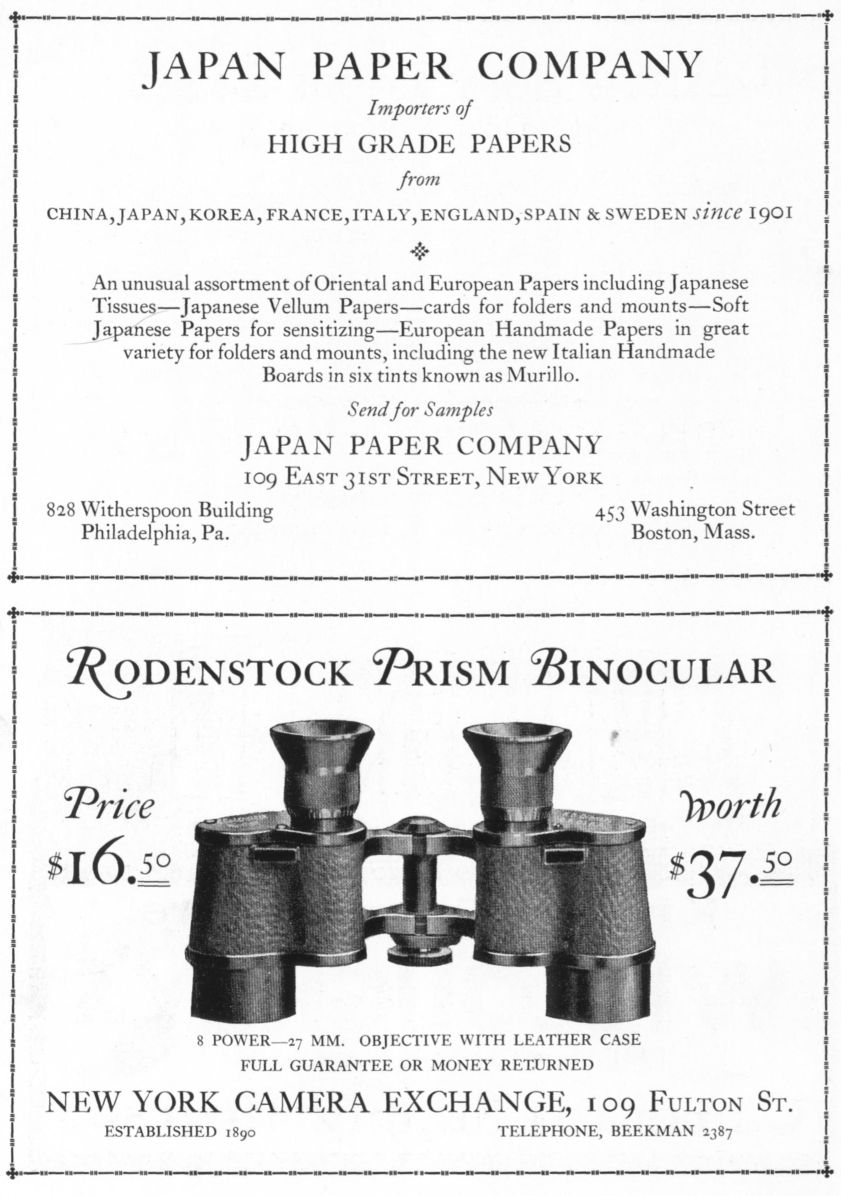 JAPAN PAPER COMPANY
Importers of
HIGH GRADE PAPERS
from
CHINA, JAPAN, KOREA, FRANCE, ITALY, ENGLAND, SPAIN & SWEDEN since 1901
An unusual assortment of Oriental and European Papers including Japanese
Tissues—Japanese Vellum Papers—cards for folders and mounts—Soft
Japanese Papers for sensitizing—European Handmade Papers in great
variety for folders and mounts, including the new Italian Handmade
Boards in six tints known as Murillo.
Send for Samples
JAPAN PAPER COMPANY
109 EAST 31ST STREET, NEW YORK
828 Witherspoon Building
Philadelphia, Pa.
453 Washington Street
Boston, Mass.
RODENSTOCK PRISM BINOCULAR
Price
$16.50
Worth
$37.50
8 POWER—27 MM. OBJECTIVE WITH LEATHER CASE
FULL GUARANTEE OR MONEY RETURNED
NEW YORK CAMERA EXCHANGE, 109 FULTON ST.
ESTABLISHED 1890 TELEPHONE, BEEKMAN 2387